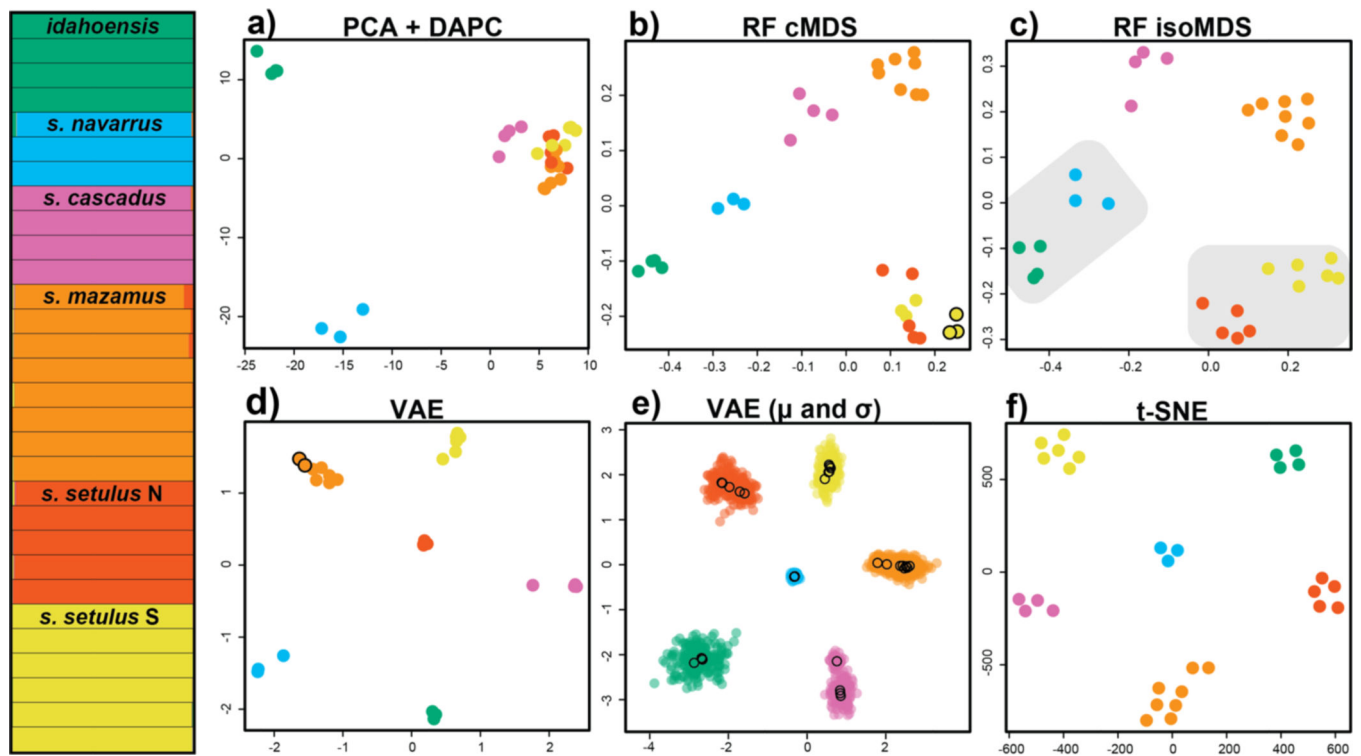 idahoensis
s. navarrus
s. cascadus
s. mazamus
s. setulus N
s. setulus S
a) PCA + DAPC
10
0
-10
-20
-25 -20 -15 -10 -5 0 5 10
b) RF cMDS
0.2
0.1
0.0
-0.1
-0.2
-0.4 -0.3 -0.2 -0.1 0.0 0.1 0.2
c) RF isoMDS
0.3
0.2
0.1
0.0
-0.1
-0.2
-0.3
-0.4 -0.2 0.0 0.2
d) VAE
1
0
-1
-2
-2 -1 0 1 2
e) VAE (μ and σ)
3
2
1
0
-1
-2
-3
-4 -2 0 2 4
f) t-SNE
500
0
-500
-600 -400 -200 0 200 400 600